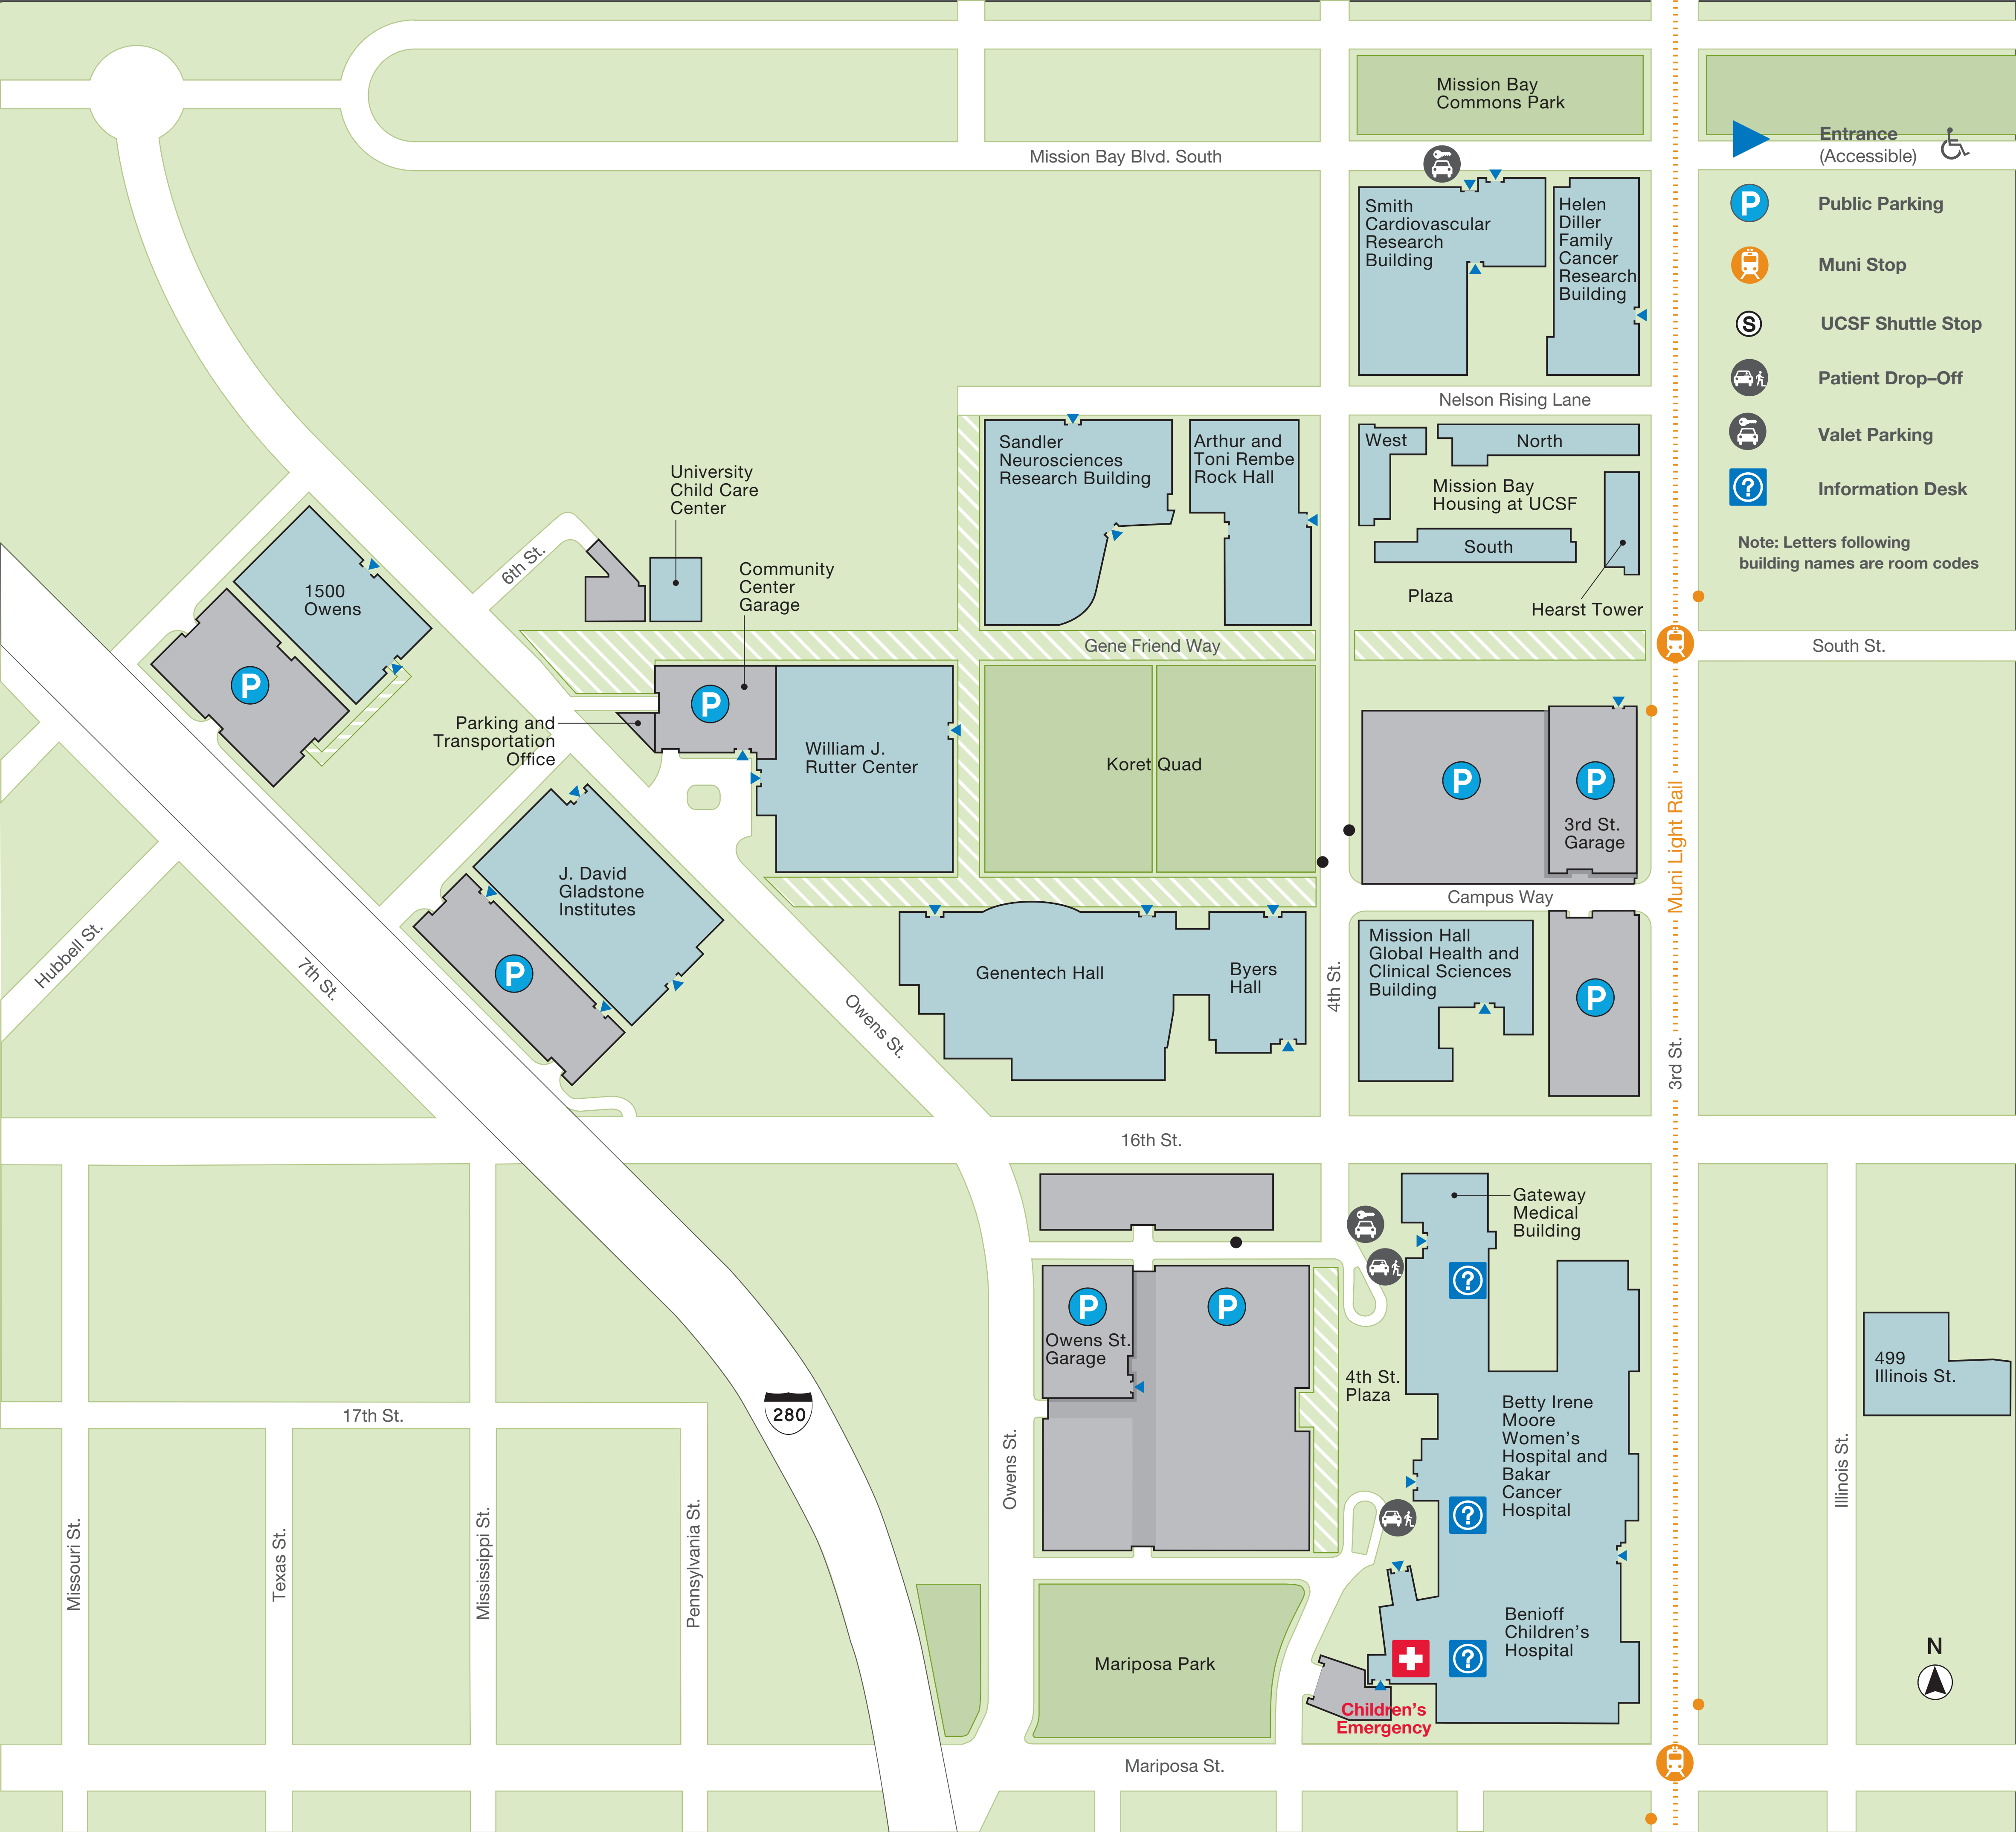 Mission Bay
Commons Park
Mission Bay Blvd. South
Entrance
(Accessible)
P
Public Parking
Muni Stop
S
UCSF Shuttle Stop
Patient Drop–Off
Valet Parking
?
Information Desk
Note: Letters following
building names are room codes
Smith
Cardiovascular
Research
Building
Helen
Diller
Family
Cancer
Research
Building
Nelson Rising Lane
Sandler
Neurosciences
Research Building
Arthur and
Toni Rembe
Rock Hall
West
North
Mission Bay
Housing at UCSF
South
Plaza
Hearst Tower
University
Child Care
Center
6th St.
Community
Center
Garage
1500
Owens
P
Gene Friend Way
South St.
P
Parking and
Transportation
Office
William J.
Rutter Center
Koret Quad
P
P
3rd St.
Garage
Muni Light Rail
J. David
Gladstone
Institutes
P
Campus Way
Hubbell St.
7th St.
Owens St.
Genentech Hall
Byers
Hall
4th St.
Mission Hall
Global Health and
Clinical Sciences
Building
P
3rd St.
16th St.
Gateway
Medical
Building
?
P
Owens St.
Garage
P
4th St.
Plaza
499
Illinois St.
280
17th St.
Betty Irene
Moore
Women's
Hospital and
Bakar
Cancer
Hospital
?
Owens St.
Illinois St.
Missouri St.
Texas St.
Mississippi St.
Pennsylvania St.
Benioff
Children's
Hospital
?
Mariposa Park
Children's
Emergency
N
Mariposa St.